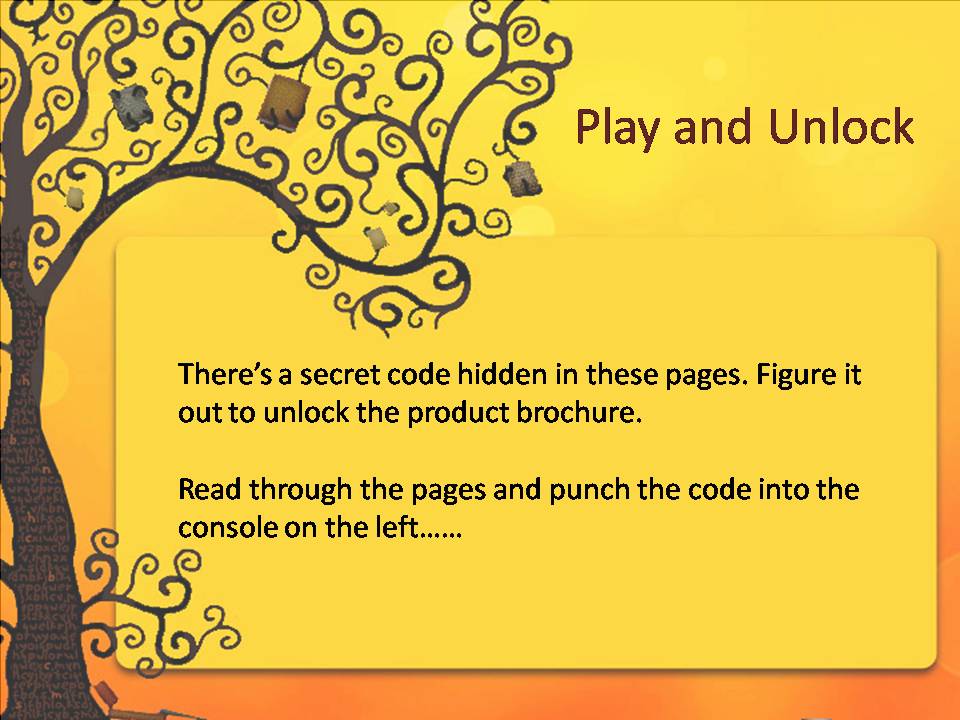 Play and Unlock
There's a secret code hidden in these pages. Figure it
out to unlock the product brochure.
Read through the pages and punch the code into the
console on the left......